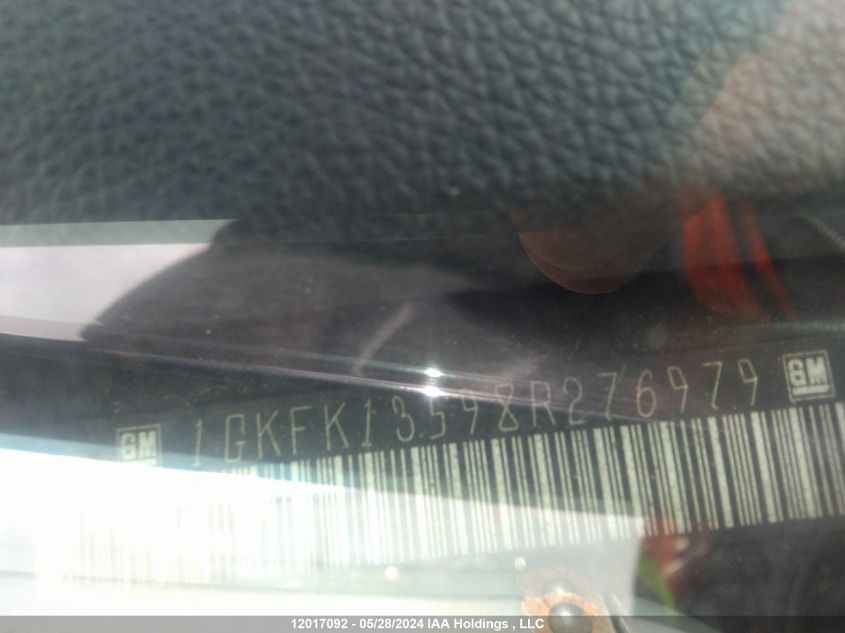 GM 1GKFK13598R276979 GM
12017092 - 05/28/2024 IAA Holdings , LLC